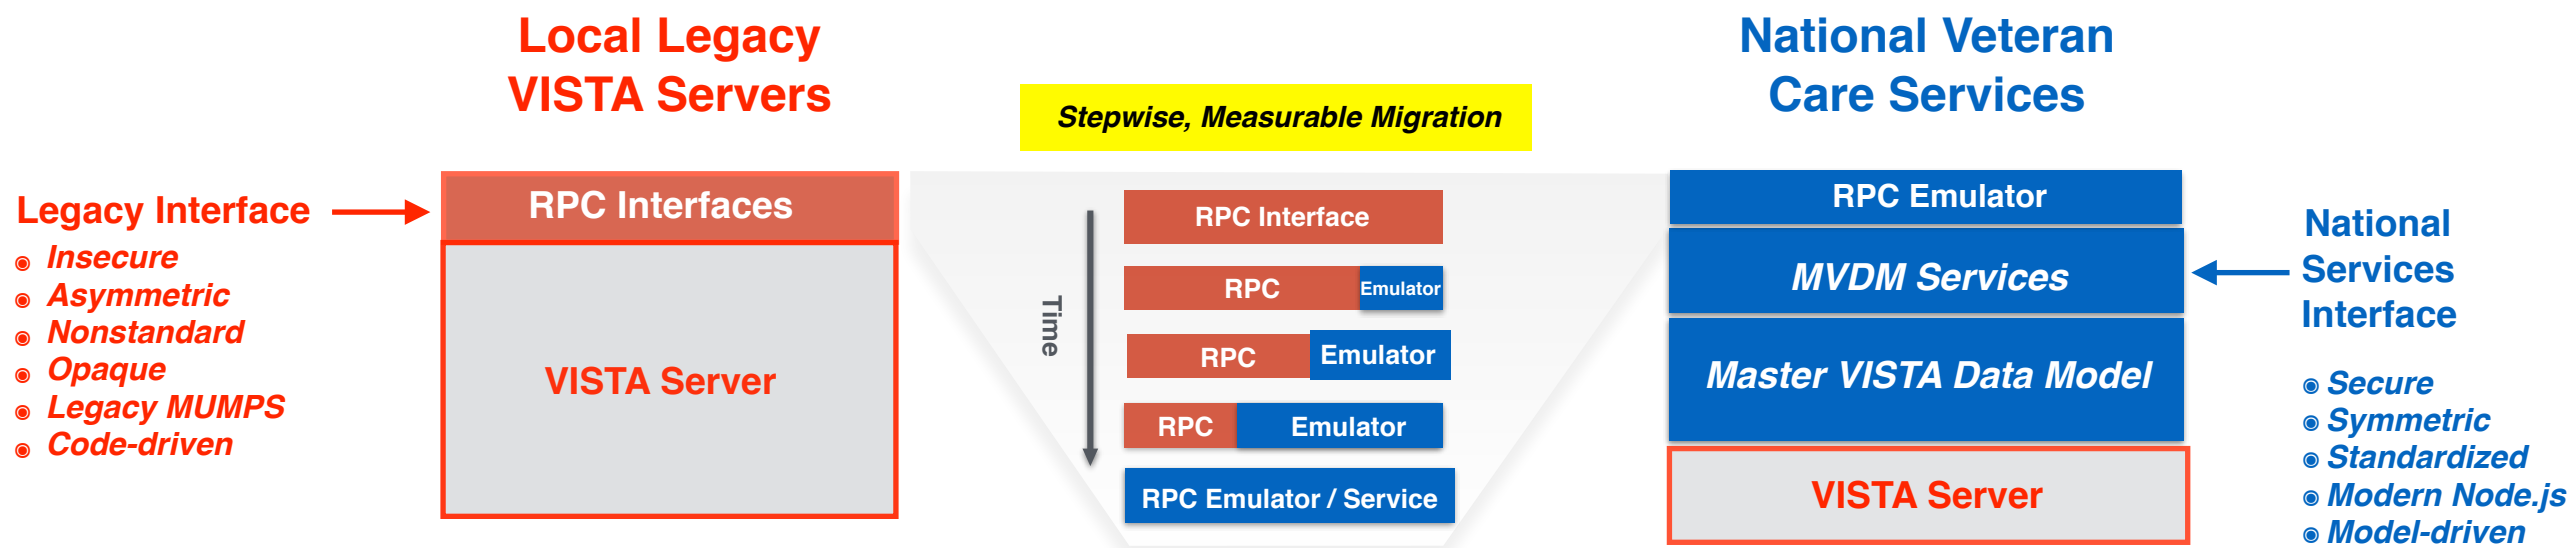 Local Legacy
VISTA Servers
Legacy Interface
Insecure
Asymmetric
Nonstandard
Opaque
Legacy MUMPS
Code-driven
RPC Interfaces
VISTA Server
Stepwise, Measurable Migration
Time
RPC Interface
RPC Emulator
RPC Emulator
RPC Emulator
RPC Emulator / Service
National Veteran
Care Services
RPC Emulator
MVDM Services
Master VISTA Data Model
VISTA Server
National
Services
Interface
Secure
Symmetric
Standardized
Modern Node.js
Model-driven